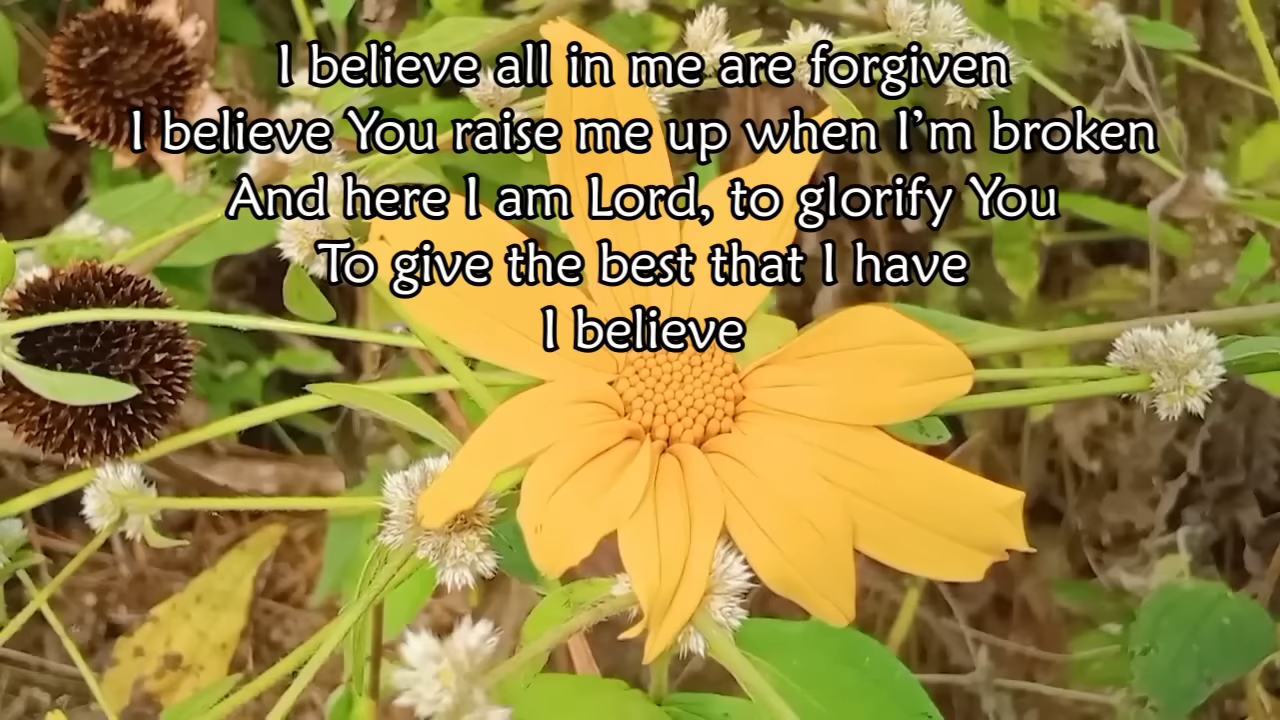 I believe all in me are forgiven
I believe You raise me up when I'm broken
And here I am Lord, to glorify You
To give the best that I have
I believe